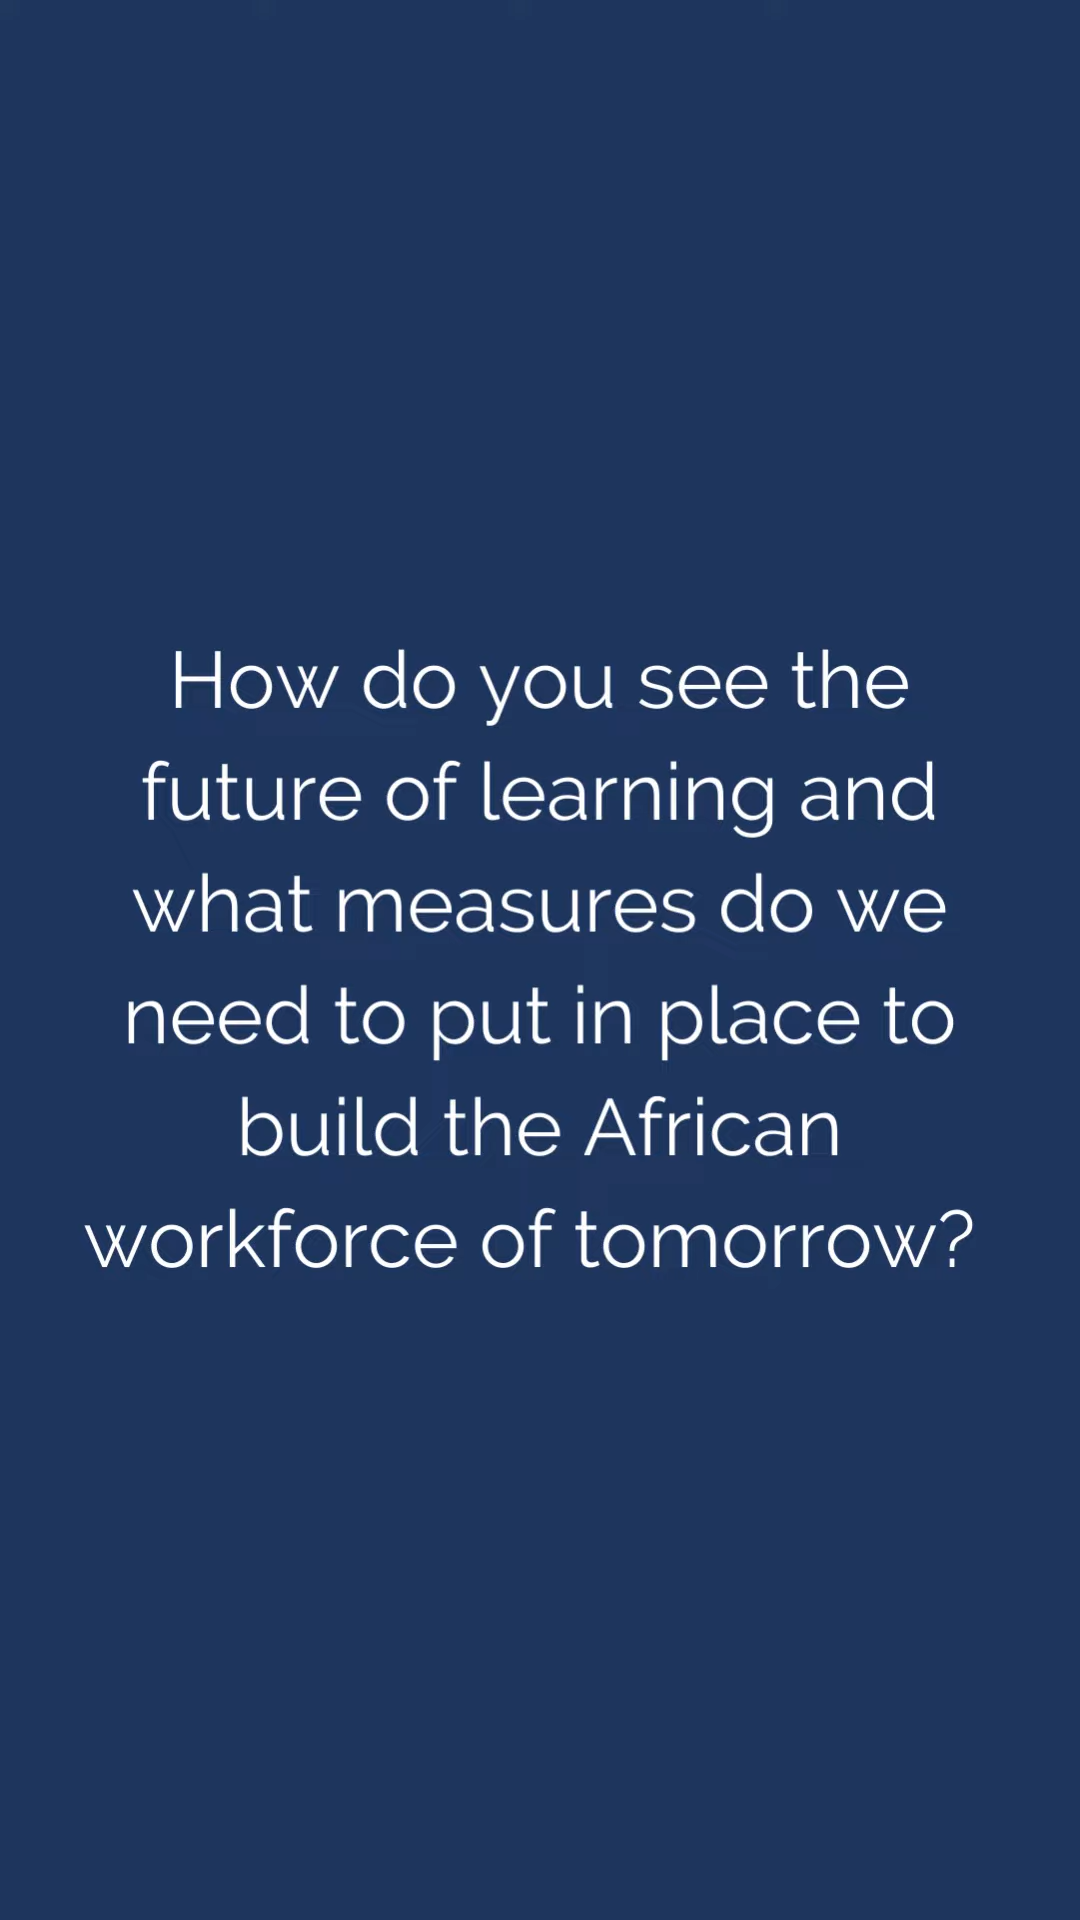 How do you see the
future of learning and
what measures do we
need to put in place to
build the African
workforce of tomorrow?